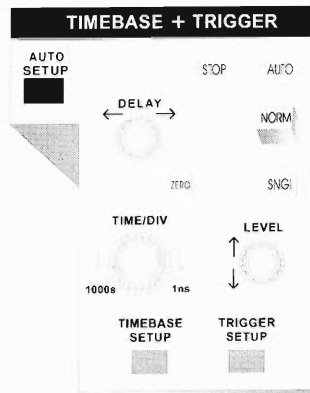 TIMEBASE + TRIGGER
AUTO
SETUP
STOP AUTO
DELAY
NORM
ZERO
SNGL
TIME/DIV
LEVEL
1000s 1ns
TIMEBASE
SETUP
TRIGGER
SETUP